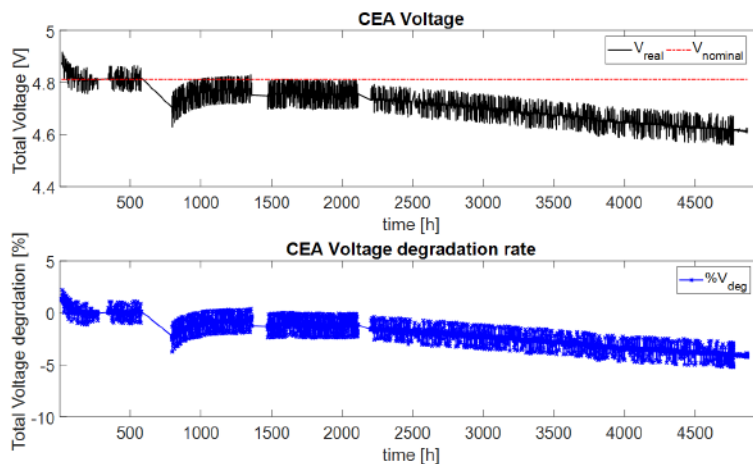 CEA Voltage
Total Voltage [V]
5
4.8
4.6
4.4
V_real
V_nominal
500 1000 1500 2000 2500 3000 3500 4000 4500
time [h]
CEA Voltage degradation rate
Total Voltage degrdation [%]
5
0
-5
-10
%V_deg
500 1000 1500 2000 2500 3000 3500 4000 4500
time [h]